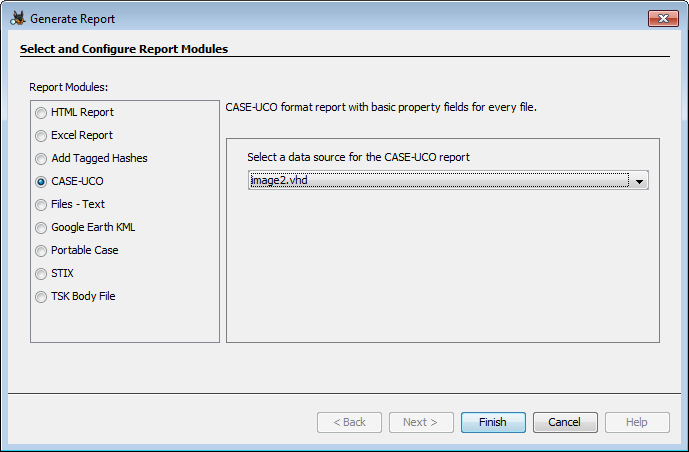 Generate Report
Select and Configure Report Modules
Report Modules:
HTML Report
Excel Report
Add Tagged Hashes
CASE-UCO
Files - Text
Google Earth KML
Portable Case
STIX
TSK Body File
CASE-UCO format report with basic property fields for every file.
Select a data source for the CASE-UCO report
image2.vhd
< Back
Next >
Finish
Cancel
Help